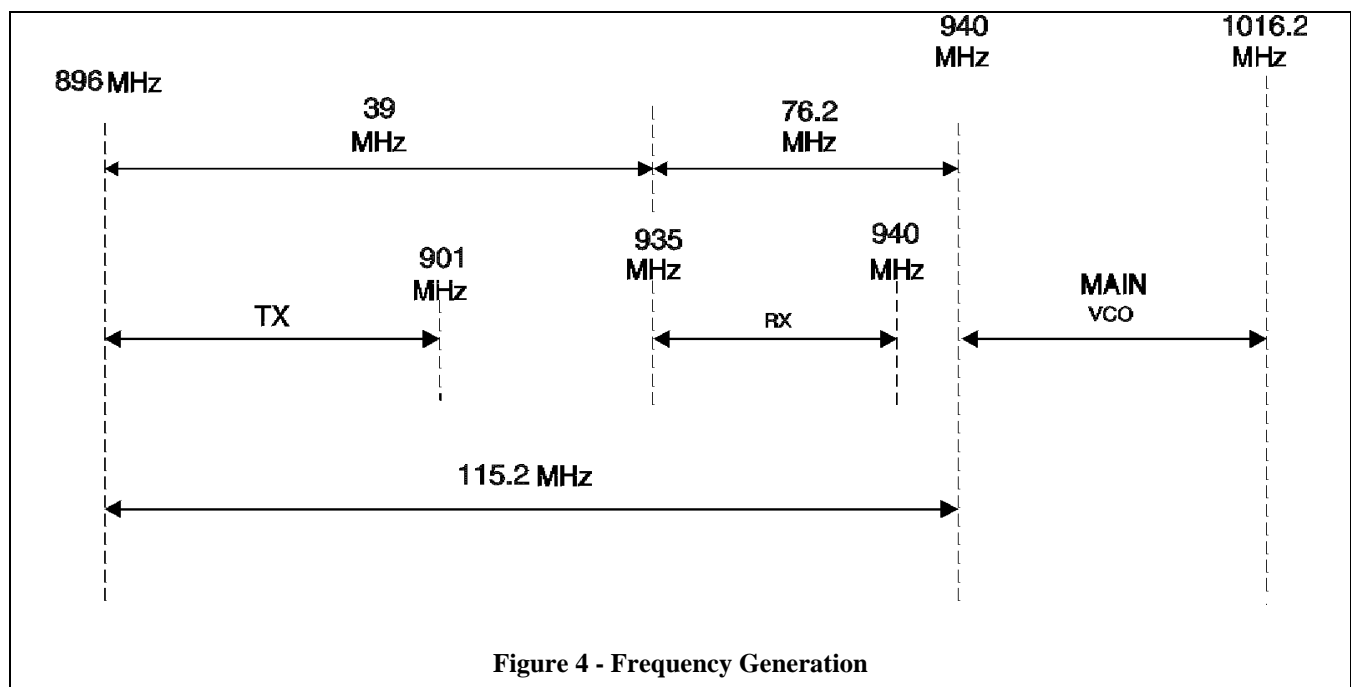 940
MHz
1016.2
MHz
896 MHz
39
MHz
76.2
MHz
901
MHz
935
MHz
940
MHz
TX
RX
MAIN
VCO
115.2 MHz
Figure 4 - Frequency Generation